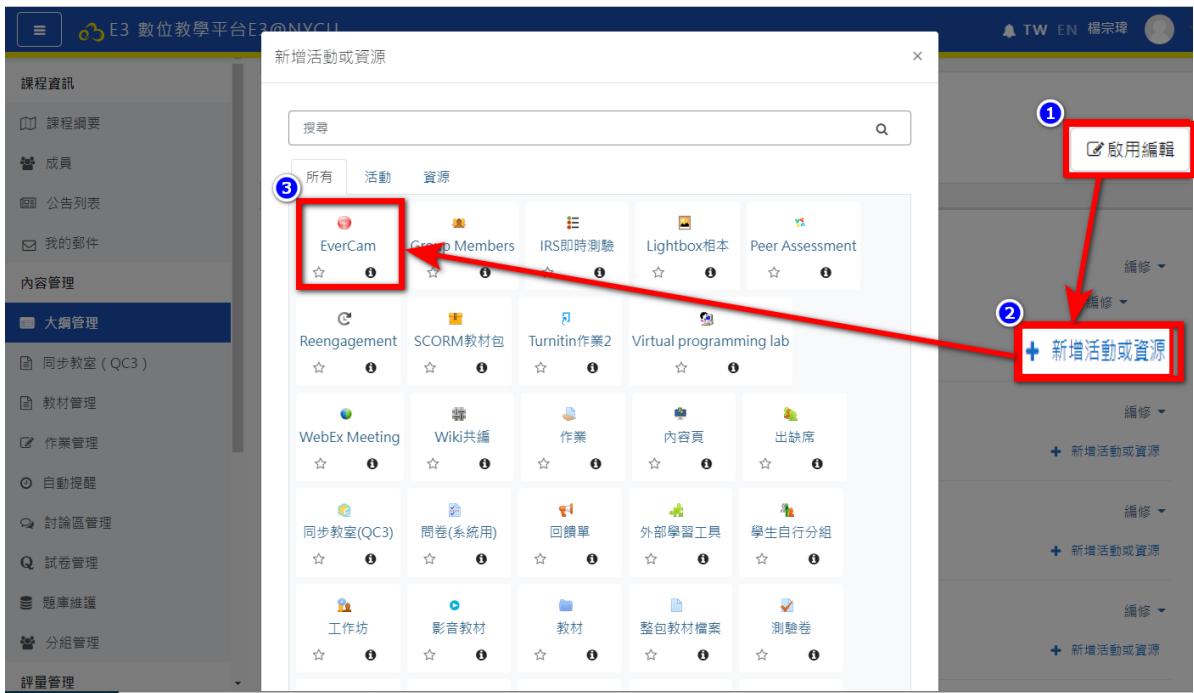 E3 數位教學平台E3@NYCU
TW EN 楊宗瑋
新增活動或資源
×
課程資訊
課程綱要
成員
公告列表
我的郵件
內容管理
大綱管理
同步教室(QC3)
教材管理
作業管理
自動提醒
討論區管理
試卷管理
題庫維護
分組管理
評量管理
搜尋
所有 活動 資源
3
EverCam Group Members IRS即時測驗 Lightbox相本 Peer Assessment
Reengagement SCORM教材包 Turnitin作業2 Virtual programming lab
WebEx Meeting Wiki共編 作業 內容頁 出缺席
同步教室(QC3) 問卷(系統用) 回饋單 外部學習工具 學生自行分組
工作坊 影音教材 教材 整包教材檔案 測驗卷
1
啟用編輯
編修
編修
2
新增活動或資源
編修
新增活動或資源
編修
新增活動或資源
編修
新增活動或資源